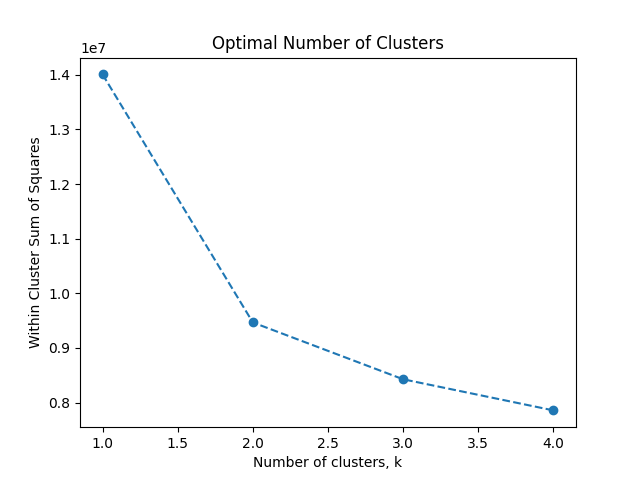 Optimal Number of Clusters
1e7
1.4
1.3
1.2
1.1
1.0
0.9
0.8
Within Cluster Sum of Squares
1.0 1.5 2.0 2.5 3.0 3.5 4.0
Number of clusters, k